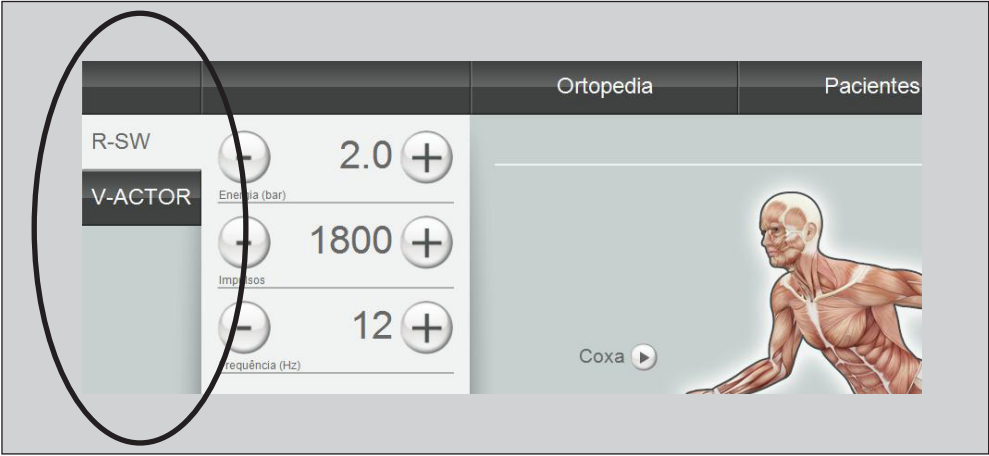 Ortopedia Pacientes
R-SW
V-ACTOR
- 2.0 +
Energia (bar)
- 1800 +
Impulsos
- 12 +
Frequência (Hz)
Coxa